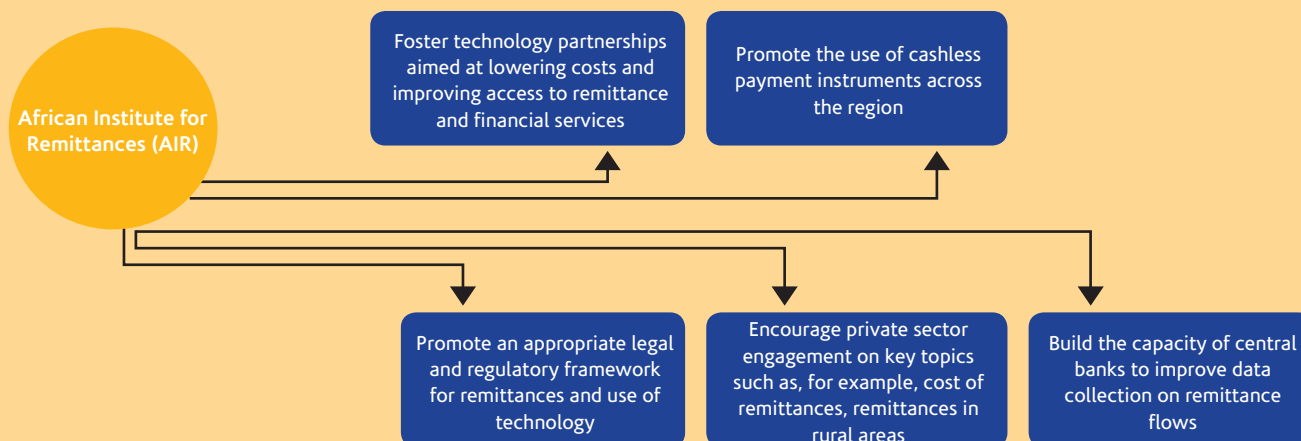 African Institute for
Remittances (AIR)
Foster technology partnerships
aimed at lowering costs and
improving access to remittance
and financial services
Promote the use of cashless
payment instruments across
the region
Promote an appropriate legal
and regulatory framework
for remittances and use of
technology
Encourage private sector
engagement on key topics
such as, for example, cost of
remittances, remittances in
rural areas
Build the capacity of central
banks to improve data
collection on remittance
flows